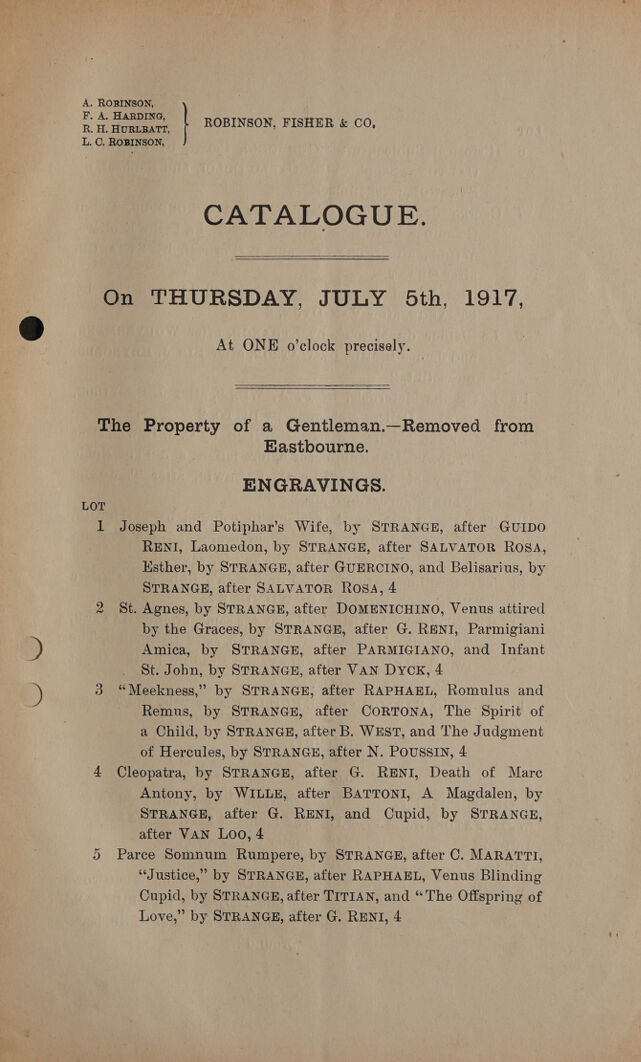 A. ROBINSON,
F. A. HARDING,
R. H. HURLBATT,
L. C. ROBINSON,
ROBINSON, FISHER & CO,
CATALOGUE.
On THURSDAY, JULY 5th, 1917,
At ONE o'clock precisely.
The Property of a Gentleman.—Removed from
Eastbourne.
ENGRAVINGS.
LOT
1 Joseph and Potiphar's Wife, by STRANGE, after GUIDO
RENI, Laomedon, by STRANGE, after SALVATOR ROSA,
Esther, by STRANGE, after GUERCINO, and Belisarius, by
STRANGE, after SALVATOR ROSA, 4
2 St. Agnes, by STRANGE, after DOMENICHINO, Venus attired
by the Graces, by STRANGE, after G. RENI, Parmigiani
Amica, by STRANGE, after PARMIGIANO, and Infant
St. John, by STRANGE, after VAN DYCK, 4
3 “Meekness,” by STRANGE, after RAPHAEL, Romulus and
Remus, by STRANGE, after CORTONA, The Spirit of
a Child, by STRANGE, after B. WEST, and The Judgment
of Hercules, by STRANGE, after N. POUSSIN, 4
4 Cleopatra, by STRANGE, after G. RENI, Death of Marc
Antony, by WILLE, after BATTONI, A Magdalen, by
STRANGE, after G. RENI, and Cupid, by STRANGE,
after VAN LOO, 4
5 Parce Somnum Rumpere, by STRANGE, after C. MARATTI,
“Justice,” by STRANGE, after RAPHAEL, Venus Blinding
Cupid, by STRANGE, after TITIAN, and “The Offspring of
Love,” by STRANGE, after G. RENI, 4